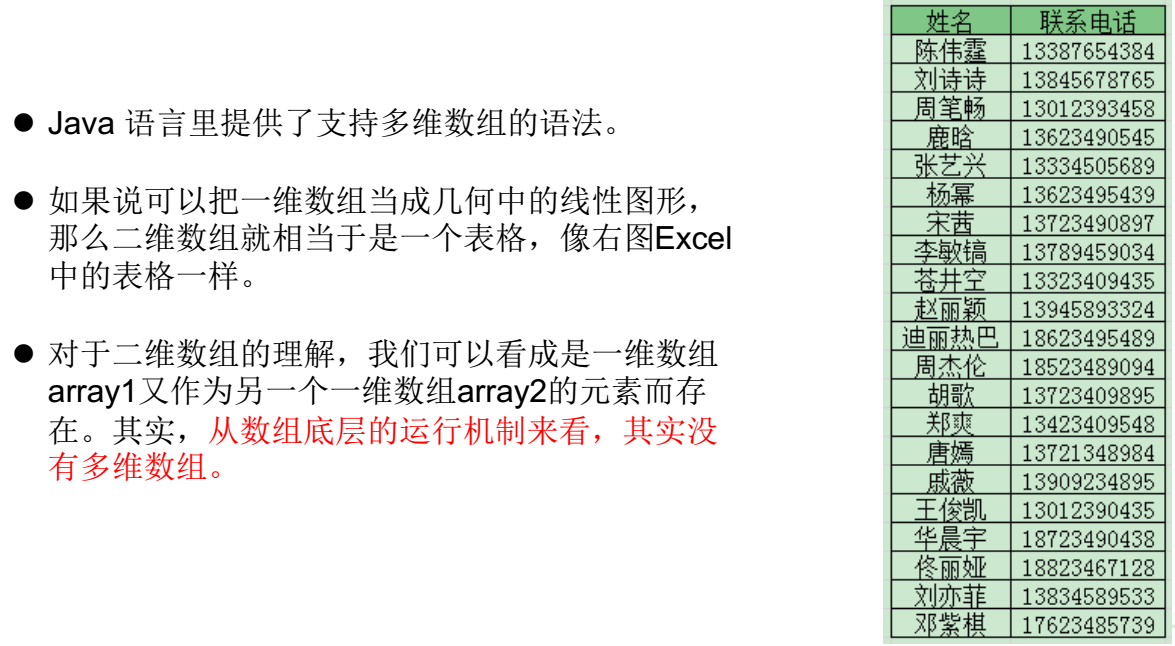 ● Java 语言里提供了支持多维数组的语法。
● 如果说可以把一维数组当成几何中的线性图形，
那么二维数组就相当于是一个表格，像右图Excel
中的表格一样。
● 对于二维数组的理解，我们可以看成是一维数组
array1又作为另一个一维数组array2的元素而存
在。其实，从数组底层的运行机制来看，其实没
有多维数组。
姓名 联系电话
陈伟霆 13387654384
刘诗诗 13845678765
周笔畅 13012393458
鹿晗 13623490545
张艺兴 13334505689
杨幂 13623495439
宋茜 13723490897
李敏镐 13789459034
苍井空 13323409435
赵丽颖 13945893324
迪丽热巴 18623495489
周杰伦 18523489094
胡歌 13723409895
郑爽 13423409548
唐嫣 13721348984
戚薇 13909234895
王俊凯 13012390435
华晨宇 18723490438
佟丽娅 18823467128
刘亦菲 13834589533
邓紫棋 17623485739